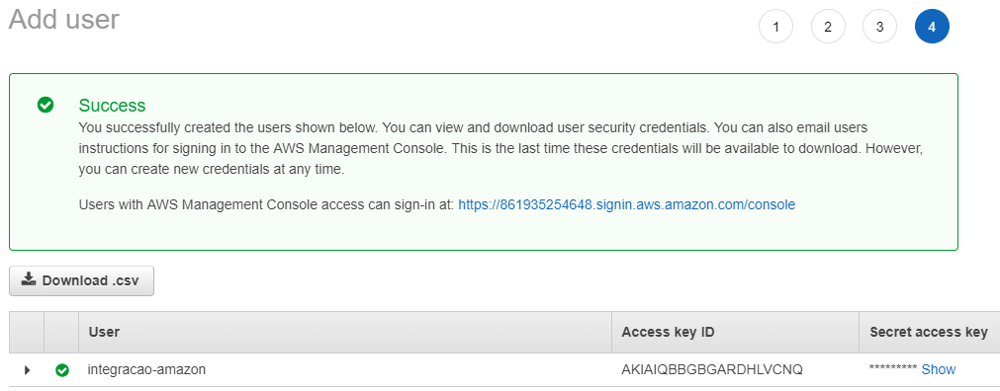 Add user
1 2 3 4
Success
You successfully created the users shown below. You can view and download user security credentials. You can also email users
instructions for signing in to the AWS Management Console. This is the last time these credentials will be available to download. However,
you can create new credentials at any time.
Users with AWS Management Console access can sign-in at: https://861935254648.signin.aws.amazon.com/console
Download .csv
User Access key ID Secret access key
integracao-amazon AKIAIQBBGBGARDHLVCNQ ********* Show